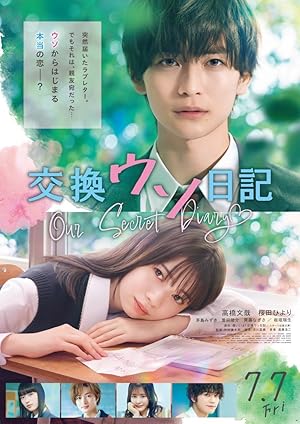 突然届いたラブレター。
でもそれは、親友宛だった…
ウソからはじまる
本当の恋――？
交換ウソ日記
Our Secret Diary
高橋文哉　桜田ひより
7.7
Fri